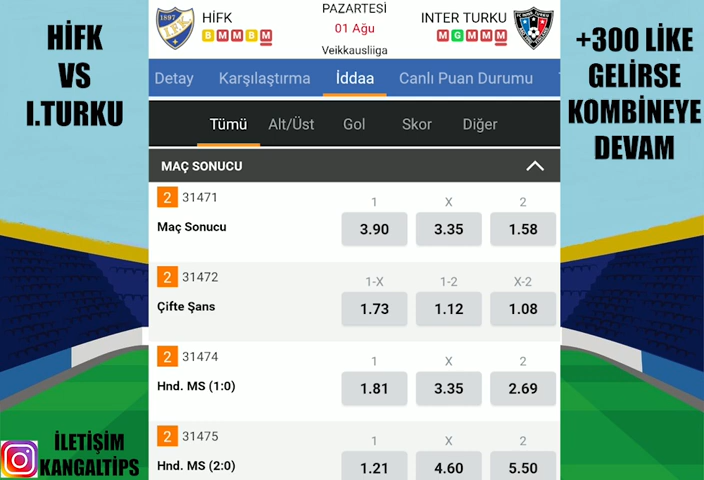 HİFK
VS
I.TURKU
1897
I.F.K.
HİFK
B M M B M
PAZARTESİ
01 Ağu
Veikkausliiga
INTER TURKU
M G M M M
+300 LİKE
GELİRSE
KOMBİNEYE
DEVAM
Detay Karşılaştırma İddaa Canlı Puan Durumu
Tümü Alt/Üst Gol Skor Diğer
MAÇ SONUCU
2 31471
1 X 2
Maç Sonucu 3.90 3.35 1.58
2 31472
1-X 1-2 X-2
Çifte Şans 1.73 1.12 1.08
2 31474
1 X 2
Hnd. MS (1:0) 1.81 3.35 2.69
2 31475
1 X 2
Hnd. MS (2:0) 1.21 4.60 5.50
İLETİŞİM
KANGALTİPS